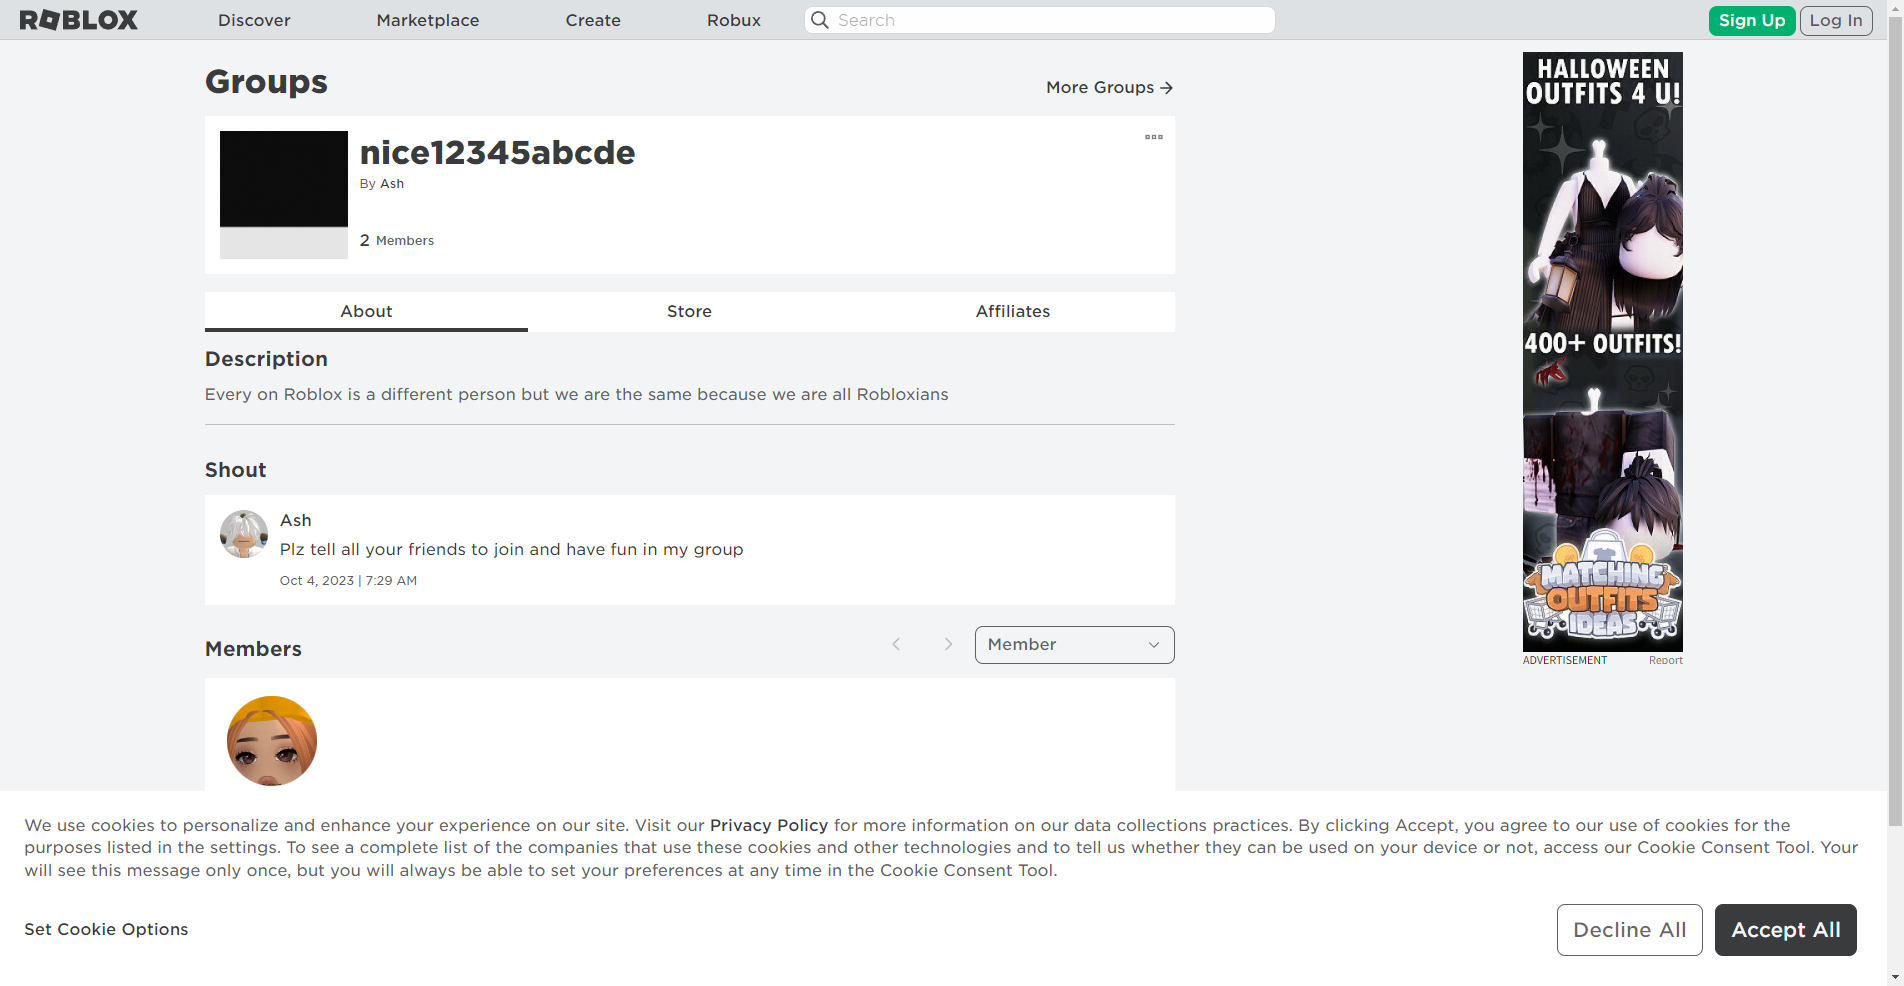 ROBLOX Discover Marketplace Create Robux Search Sign Up Log In
Groups
More Groups
nice12345abcde
By Ash
2 Members
About Store Affiliates
Description
Every on Roblox is a different person but we are the same because we are all Robloxians
Shout
Ash
Plz tell all your friends to join and have fun in my group
Oct 4, 2023 | 7:29 AM
Members
Member
HALLOWEEN
OUTFITS 4 U!
400+ OUTFITS!
MATCHING
OUTFITS
IDEAS
ADVERTISEMENT Report
We use cookies to personalize and enhance your experience on our site. Visit our Privacy Policy for more information on our data collections practices. By clicking Accept, you agree to our use of cookies for the
purposes listed in the settings. To see a complete list of the companies that use these cookies and other technologies and to tell us whether they can be used on your device or not, access our Cookie Consent Tool. Your
will see this message only once, but you will always be able to set your preferences at any time in the Cookie Consent Tool.
Set Cookie Options
Decline All
Accept All